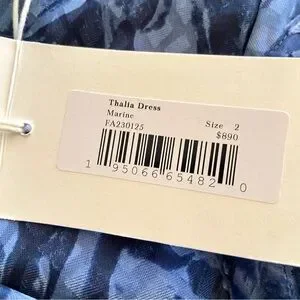 Thalia Dress
Marine
FA230125
Size 2
$890
1 95066 65482 0